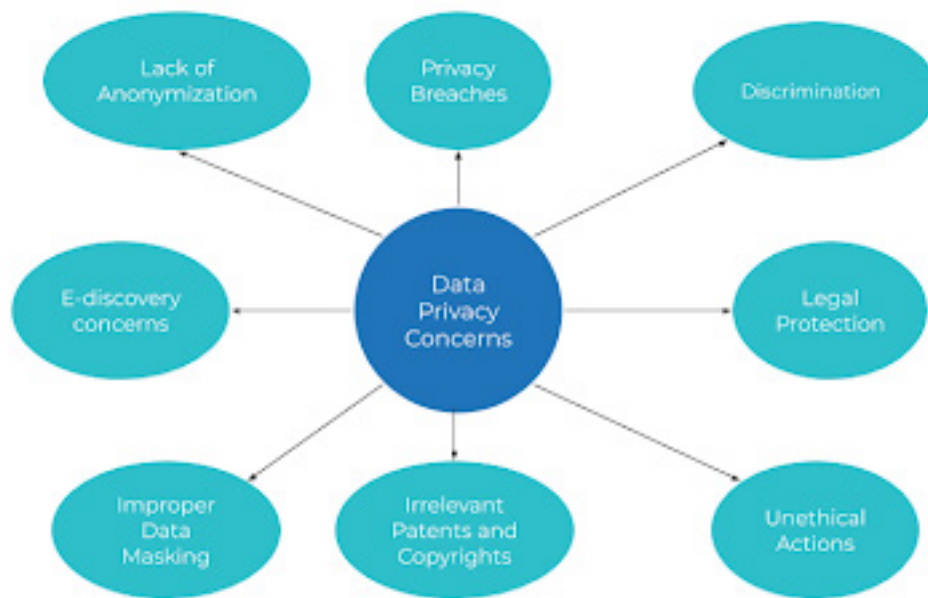 Lack of
Anonymization
Privacy
Breaches
Discrimination
E-discovery
concerns
Data
Privacy
Concerns
Legal
Protection
Improper
Data
Masking
Irrelevant
Patents and
Copyrights
Unethical
Actions